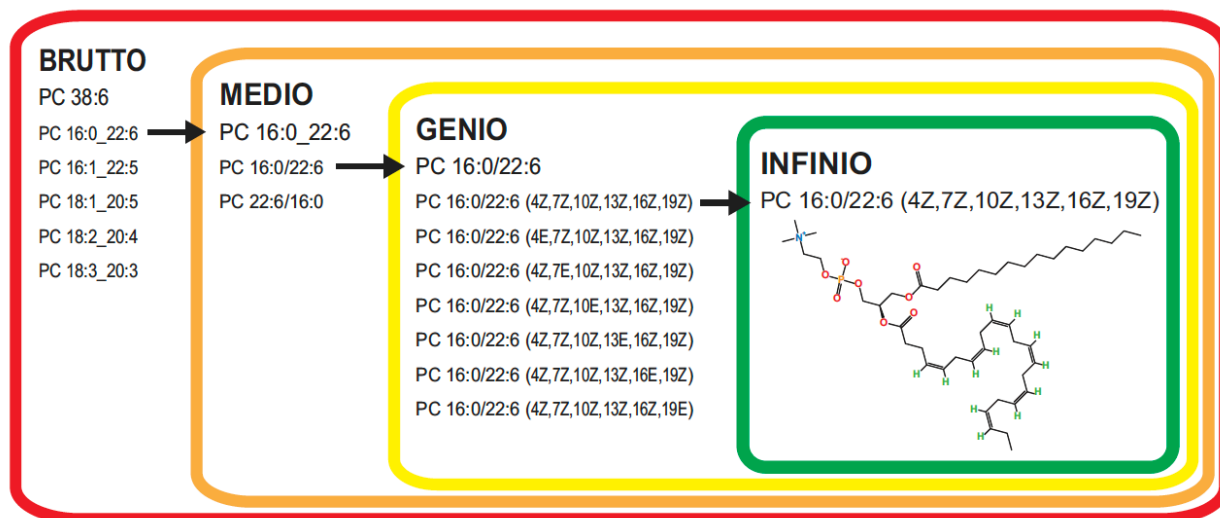 BRUTTO
PC 38:6
PC 16:0_22:6
PC 16:1_22:5
PC 18:1_20:5
PC 18:2_20:4
PC 18:3_20:3
MEDIO
PC 16:0_22:6
PC 16:0/22:6
PC 22:6/16:0
GENIO
PC 16:0/22:6
PC 16:0/22:6 (4Z,7Z,10Z,13Z,16Z,19Z)
PC 16:0/22:6 (4E,7Z,10Z,13Z,16Z,19Z)
PC 16:0/22:6 (4Z,7E,10Z,13Z,16Z,19Z)
PC 16:0/22:6 (4Z,7Z,10E,13Z,16Z,19Z)
PC 16:0/22:6 (4Z,7Z,10Z,13E,16Z,19Z)
PC 16:0/22:6 (4Z,7Z,10Z,13Z,16E,19Z)
PC 16:0/22:6 (4Z,7Z,10Z,13Z,16Z,19E)
INFINIO
PC 16:0/22:6 (4Z,7Z,10Z,13Z,16Z,19Z)
N+
O-
O
P
O
O
O
O
O
O
H
H
H
H
H
H
H
H
H
H
H
H